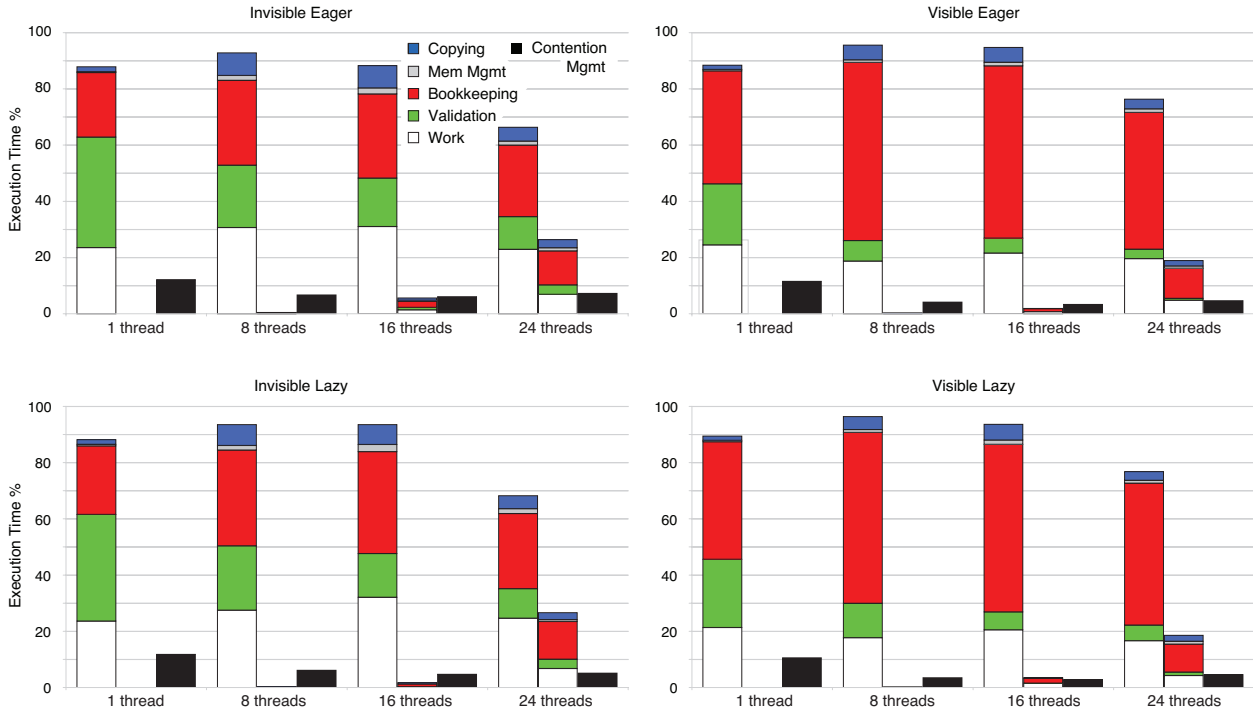 Invisible Eager
Execution Time %
100
80
60
40
20
0
Copying
Mem Mgmt
Bookkeeping
Validation
Work
Contention
Mgmt
1 thread
8 threads
16 threads
24 threads
Visible Eager
100
80
60
40
20
0
1 thread
8 threads
16 threads
24 threads
Invisible Lazy
Execution Time %
100
80
60
40
20
0
1 thread
8 threads
16 threads
24 threads
Visible Lazy
100
80
60
40
20
0
1 thread
8 threads
16 threads
24 threads